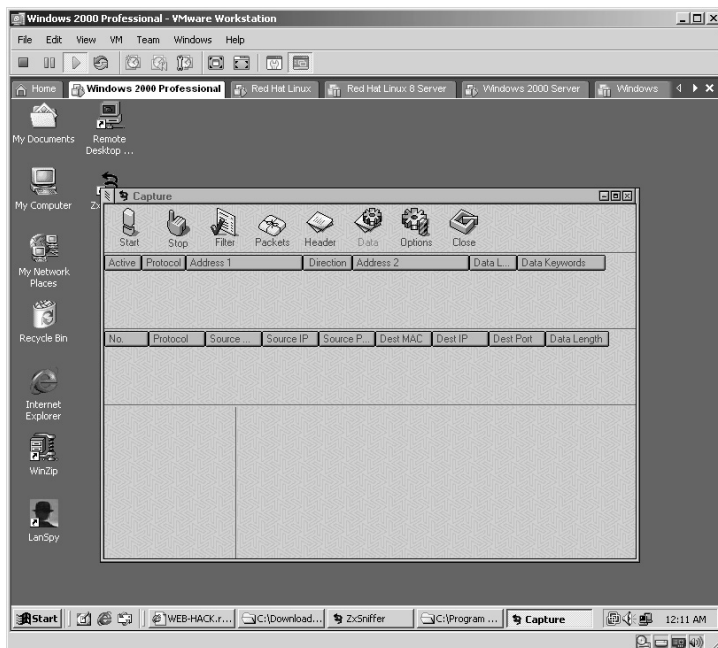 Windows 2000 Professional - VMware Workstation
File Edit View VM Team Windows Help
Home Windows 2000 Professional Red Hat Linux Red Hat Linux 8 Server Windows 2000 Server Windows
My Documents
Remote Desktop ...
My Computer
Zx
My Network Places
Recycle Bin
Internet Explorer
WinZip
LanSpy
Capture
Start Stop Filter Packets Header Data Options Close
Active Protocol Address 1 Direction Address 2 Data L... Data Keywords
No. Protocol Source ... Source IP Source P... Dest MAC Dest IP Dest Port Data Length
Start WEB-HACK.r... C:\Download... ZxSniffer C:\Program ... Capture 12:11 AM